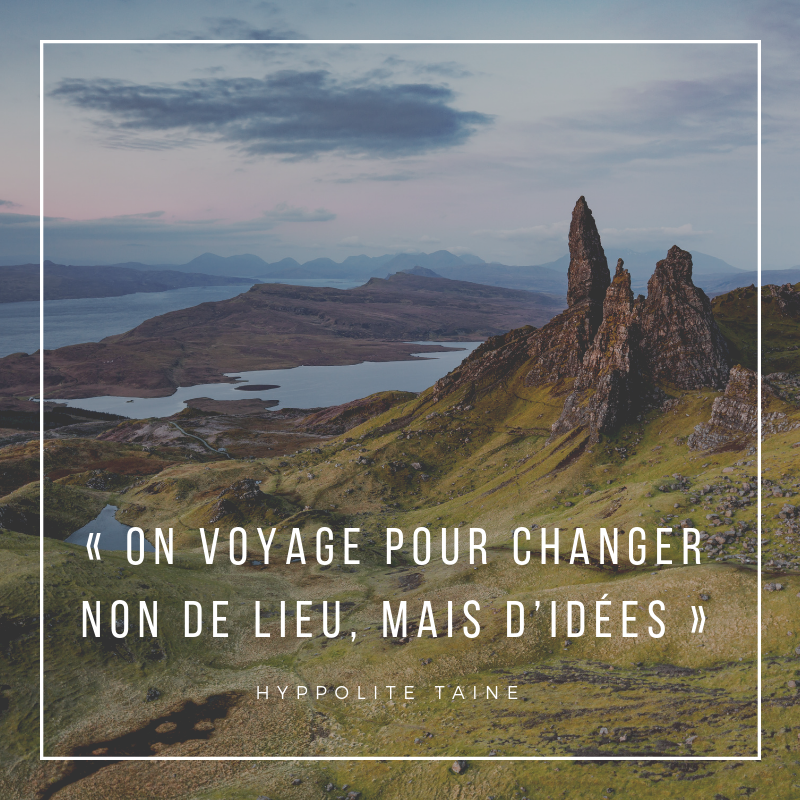 « ON VOYAGE POUR CHANGER
NON DE LIEU, MAIS D’IDÉES »
HYPPOLITE TAINE